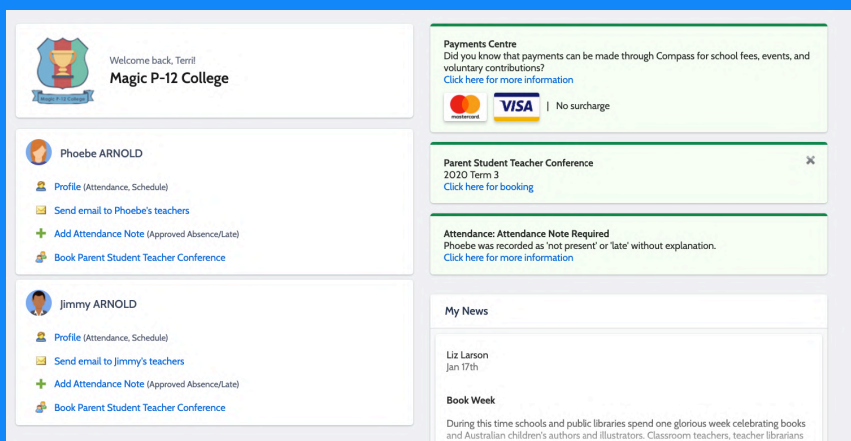 Welcome back, Terri!
Magic P-12 College
Magic P-12 College
Phoebe ARNOLD
Profile (Attendance, Schedule)
Send email to Phoebe's teachers
Add Attendance Note (Approved Absence/Late)
Book Parent Student Teacher Conference
Jimmy ARNOLD
Profile (Attendance, Schedule)
Send email to Jimmy's teachers
Add Attendance Note (Approved Absence/Late)
Book Parent Student Teacher Conference
Payments Centre
Did you know that payments can be made through Compass for school fees, events, and
voluntary contributions?
Click here for more information
mastercard. VISA | No surcharge
Parent Student Teacher Conference
2020 Term 3
Click here for booking
Attendance: Attendance Note Required
Phoebe was recorded as 'not present' or 'late' without explanation.
Click here for more information
My News
Liz Larson
Jan 17th
Book Week
During this time schools and public libraries spend one glorious week celebrating books
and Australian children's authors and illustrators. Classroom teachers, teacher librarians